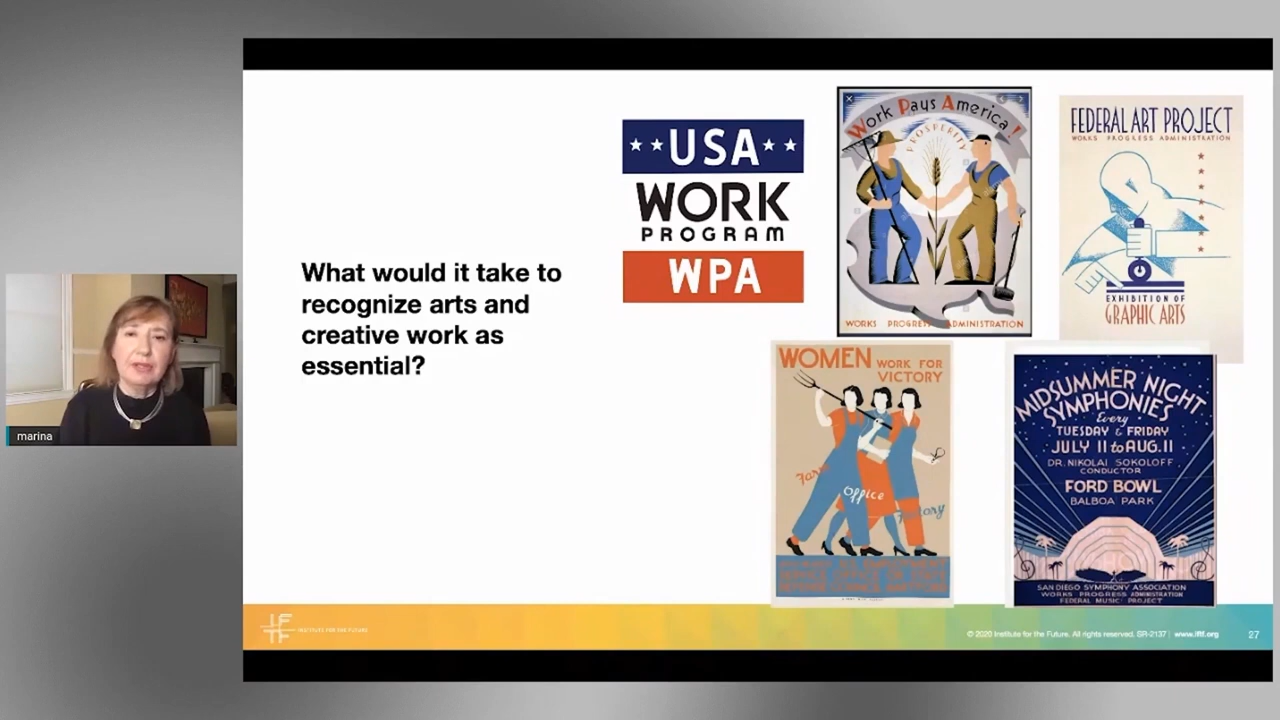 What would it take to
recognize arts and
creative work as
essential?
USA
WORK
PROGRAM
WPA
Work Pays America!
PROSPERITY
WORKS PROGRESS ADMINISTRATION
FEDERAL ART PROJECT
WORKS PROGRESS ADMINISTRATION
EXHIBITION OF
GRAPHIC ARTS
WOMEN WORK FOR
VICTORY
Farm
Office
Factory
MIDSUMMER NIGHT
SYMPHONIES
Every
TUESDAY & FRIDAY
JULY 11 to AUG. 11
DR. NIKOLAI SOKOLOFF
CONDUCTOR
FORD BOWL
BALBOA PARK
SAN DIEGO SYMPHONY ASSOCIATION
WORKS PROGRESS ADMINISTRATION
FEDERAL MUSIC PROJECT
marina
IFTF
INSTITUTE FOR THE FUTURE
© 2020 Institute for the Future. All rights reserved. SR-2137 | www.iftf.org
27